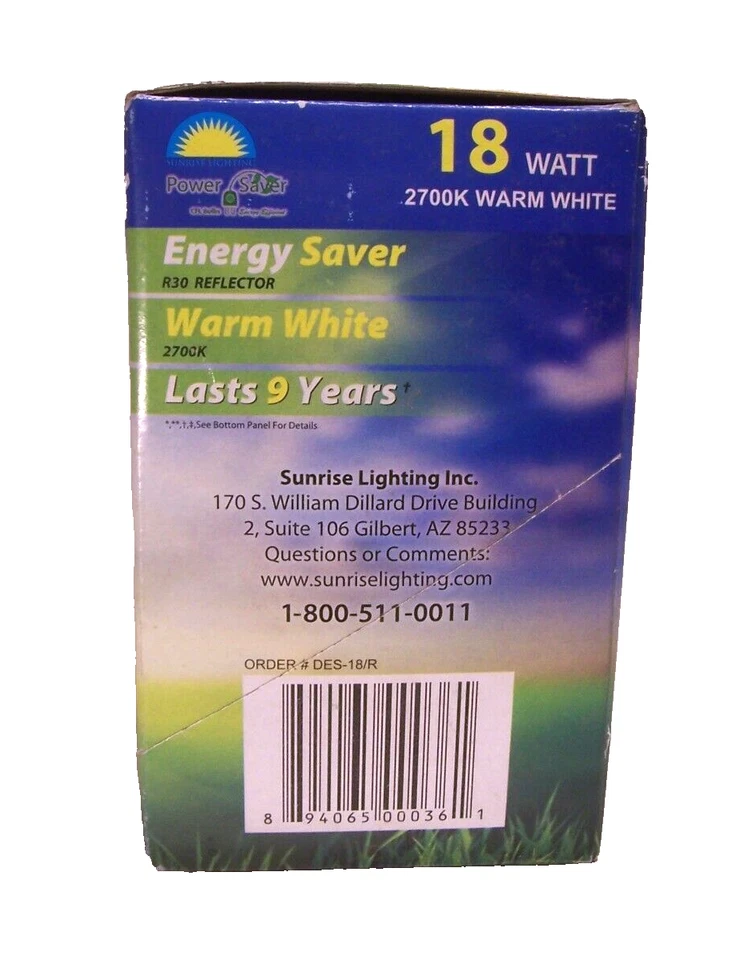 SUNRISE LIGHTING
Power Saver
18 WATT
2700K WARM WHITE
Energy Saver
R30 REFLECTOR
Warm White
2700K
Lasts 9 Years†
*,**,†,‡,See Bottom Panel For Details
Sunrise Lighting Inc.
170 S. William Dillard Drive Building
2, Suite 106 Gilbert, AZ 85233
Questions or Comments:
www.sunriselighting.com
1-800-511-0011
ORDER # DES-18/R
8 94065 00036 1